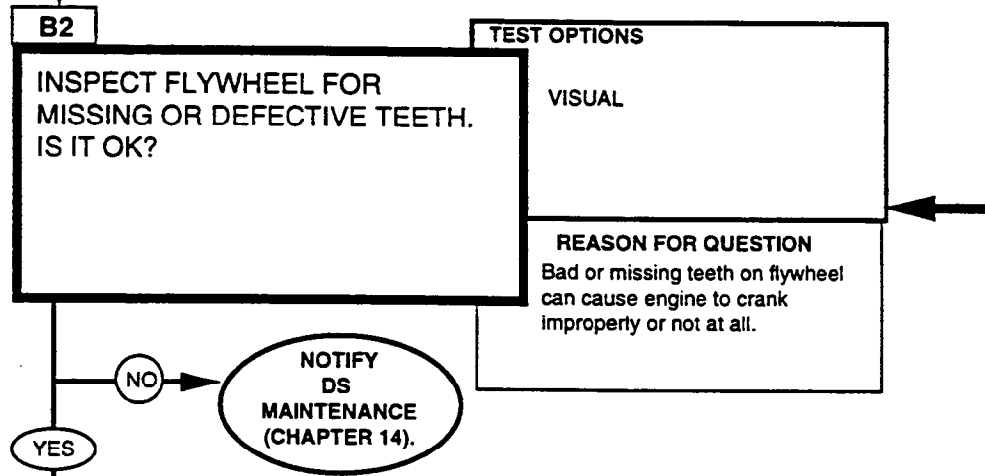 B2
INSPECT FLYWHEEL FOR
MISSING OR DEFECTIVE TEETH.
IS IT OK?
TEST OPTIONS
VISUAL
REASON FOR QUESTION
Bad or missing teeth on flywheel
can cause engine to crank
improperly or not at all.
NO
NOTIFY
DS
MAINTENANCE
(CHAPTER 14).
YES